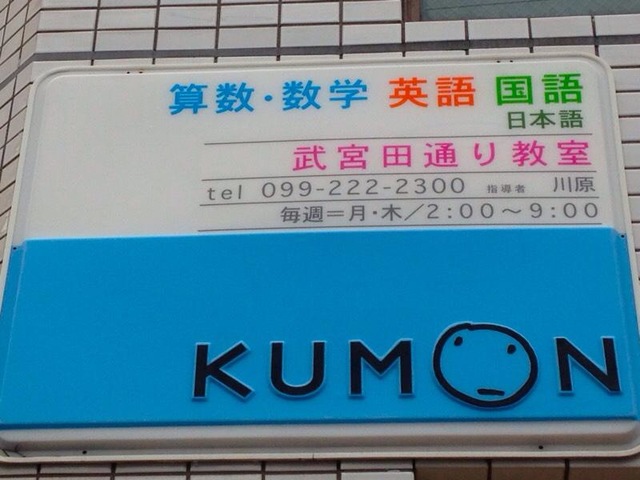 算数・数学 英語 国語
日本語
武宮田通り教室
tel 099-222-2300 指導者 川原
毎週=月・木/2:00〜9:00
KUMON